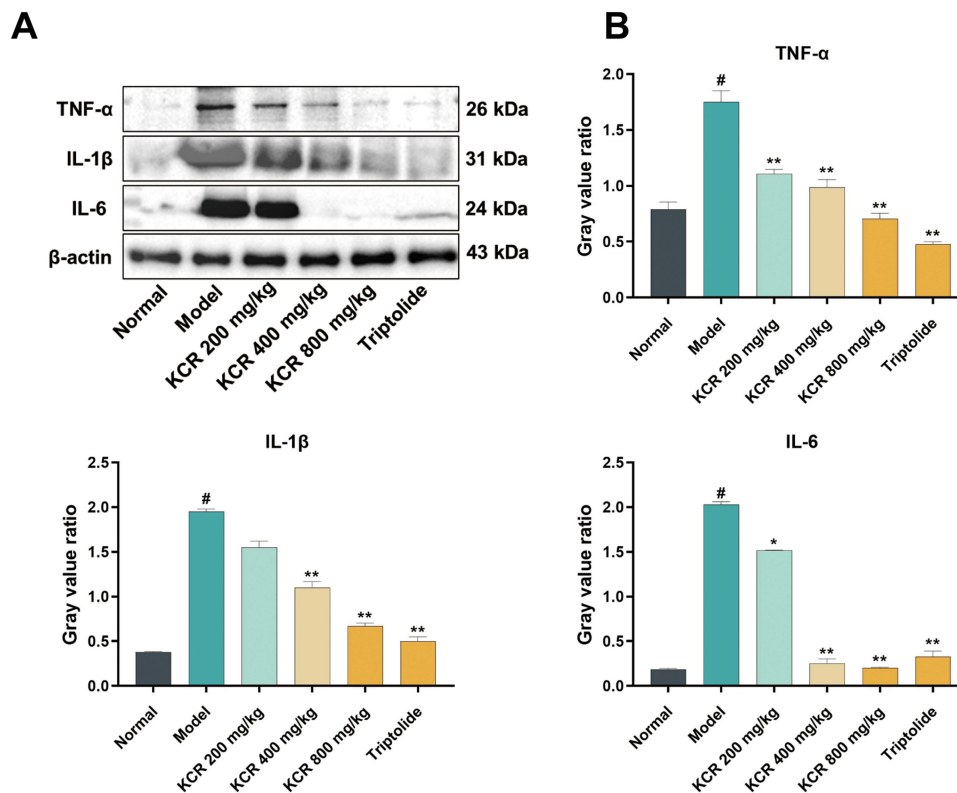 A
TNF-α 26 kDa
IL-1β 31 kDa
IL-6 24 kDa
β-actin 43 kDa
Normal
Model
KCR 200 mg/kg
KCR 400 mg/kg
KCR 800 mg/kg
Triptolide
B
TNF-α
Gray value ratio
2.0
1.5
1.0
0.5
0.0
#
**
**
**
**
Normal
Model
KCR 200 mg/kg
KCR 400 mg/kg
KCR 800 mg/kg
Triptolide
IL-1β
Gray value ratio
2.5
2.0
1.5
1.0
0.5
0.0
#
**
**
**
Normal
Model
KCR 200 mg/kg
KCR 400 mg/kg
KCR 800 mg/kg
Triptolide
IL-6
Gray value ratio
2.5
2.0
1.5
1.0
0.5
0.0
#
*
**
**
**
Normal
Model
KCR 200 mg/kg
KCR 400 mg/kg
KCR 800 mg/kg
Triptolide